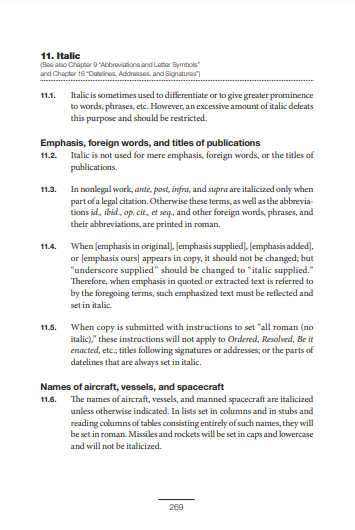 11. Italic
(See also Chapter 9 “Abbreviations and Letter Symbols”
and Chapter 16 “Datelines, Addresses, and Signatures”)
11.1. Italic is sometimes used to differentiate or to give greater prominence
to words, phrases, etc. However, an excessive amount of italic defeats
this purpose and should be restricted.
Emphasis, foreign words, and titles of publications
11.2. Italic is not used for mere emphasis, foreign words, or the titles of
publications.
11.3. In nonlegal work, ante, post, infra, and supra are italicized only when
part of a legal citation. Otherwise these terms, as well as the abbrevia-
tions id., ibid., op. cit., et seq., and other foreign words, phrases, and
their abbreviations, are printed in roman.
11.4. When [emphasis in original], [emphasis supplied], [emphasis added],
or [emphasis ours] appears in copy, it should not be changed; but
“underscore supplied” should be changed to “italic supplied.”
Therefore, when emphasis in quoted or extracted text is referred to
by the foregoing terms, such emphasized text must be reflected and
set in italic.
11.5. When copy is submitted with instructions to set “all roman (no
italic),” these instructions will not apply to Ordered, Resolved, Be it
enacted, etc.; titles following signatures or addresses; or the parts of
datelines that are always set in italic.
Names of aircraft, vessels, and spacecraft
11.6. The names of aircraft, vessels, and manned spacecraft are italicized
unless otherwise indicated. In lists set in columns and in stubs and
reading columns of tables consisting entirely of such names, they will
be set in roman. Missiles and rockets will be set in caps and lowercase
and will not be italicized.
269